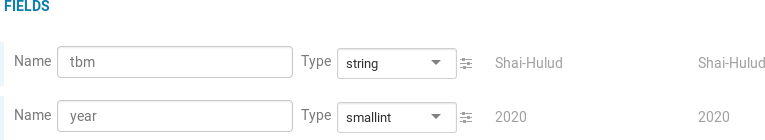 FIELDS
Name tbm Type string Shai-Hulud Shai-Hulud
Name year Type smallint 2020 2020